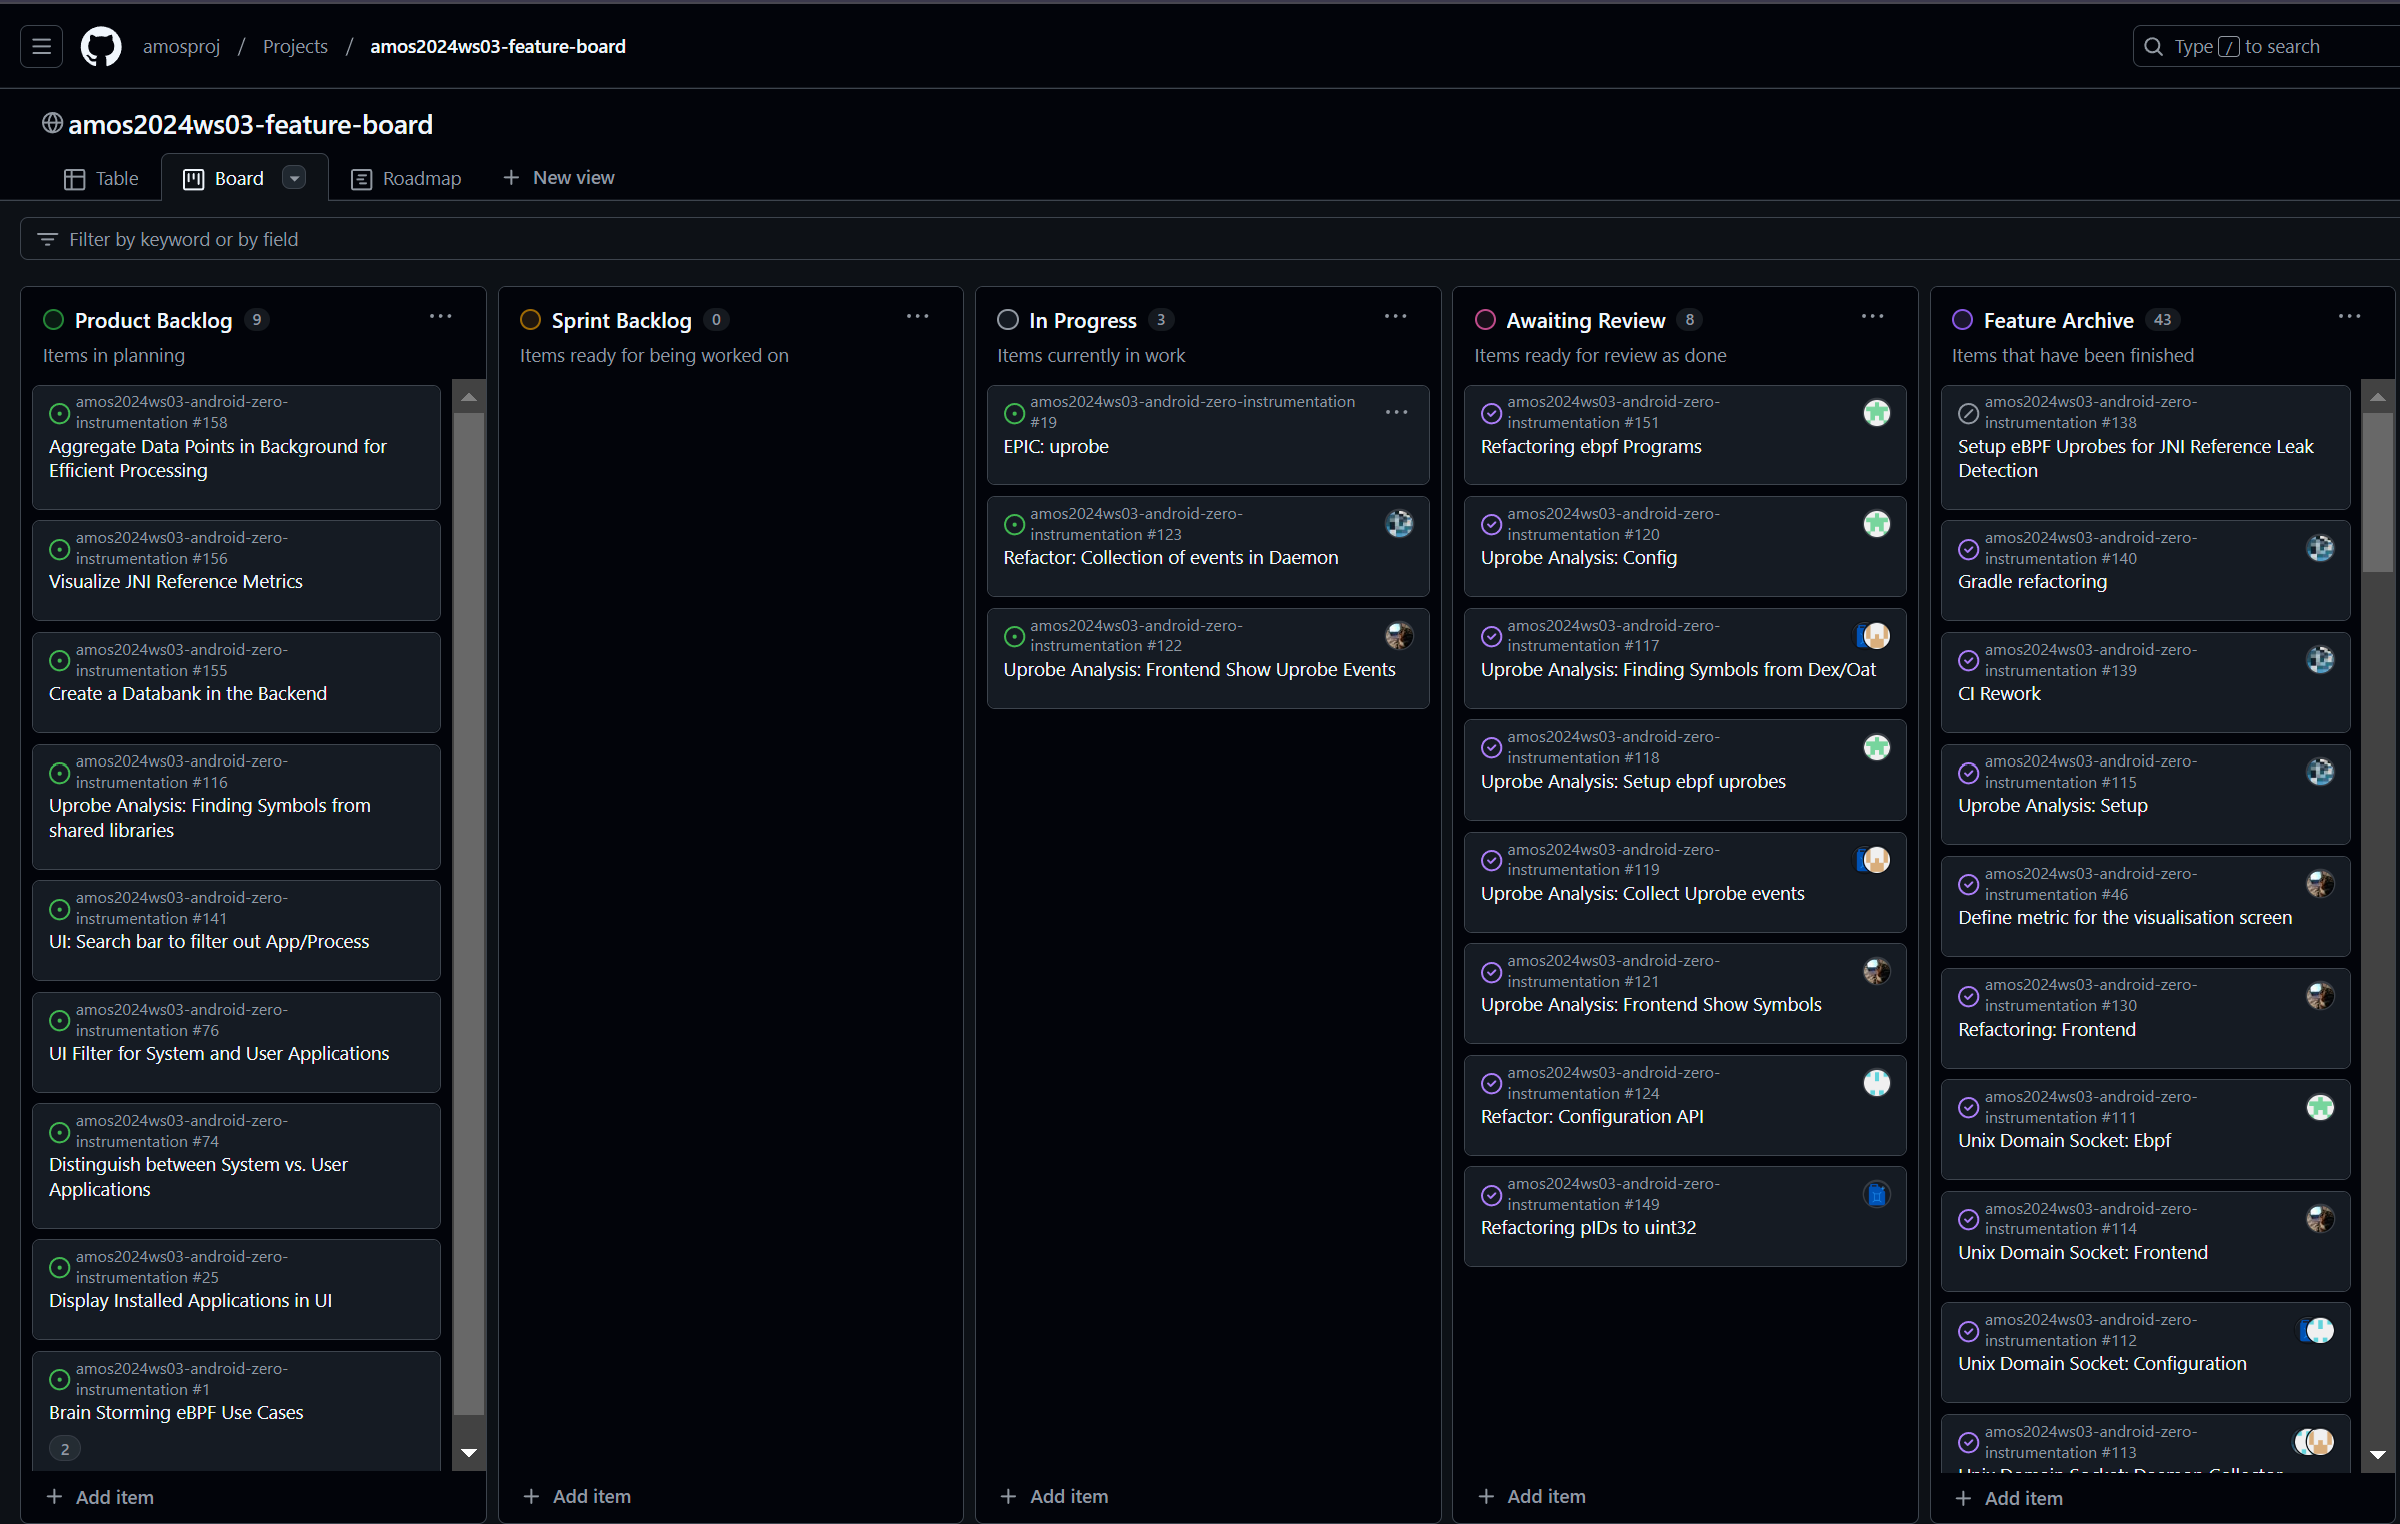 amosproj / Projects / amos2024ws03-feature-board
Type / to search
amos2024ws03-feature-board
Table
Board
Roadmap
New view
Filter by keyword or by field
Product Backlog 9
Items in planning
amos2024ws03-android-zero-
instrumentation #158
Aggregate Data Points in Background for
Efficient Processing
amos2024ws03-android-zero-
instrumentation #156
Visualize JNI Reference Metrics
amos2024ws03-android-zero-
instrumentation #155
Create a Databank in the Backend
amos2024ws03-android-zero-
instrumentation #116
Uprobe Analysis: Finding Symbols from
shared libraries
amos2024ws03-android-zero-
instrumentation #141
UI: Search bar to filter out App/Process
amos2024ws03-android-zero-
instrumentation #76
UI Filter for System and User Applications
amos2024ws03-android-zero-
instrumentation #74
Distinguish between System vs. User
Applications
amos2024ws03-android-zero-
instrumentation #25
Display Installed Applications in UI
amos2024ws03-android-zero-
instrumentation #1
Brain Storming eBPF Use Cases
2
Add item
Sprint Backlog 0
Items ready for being worked on
Add item
In Progress 3
Items currently in work
amos2024ws03-android-zero-instrumentation
#19
EPIC: uprobe
amos2024ws03-android-zero-
instrumentation #123
Refactor: Collection of events in Daemon
amos2024ws03-android-zero-
instrumentation #122
Uprobe Analysis: Frontend Show Uprobe Events
Add item
Awaiting Review 8
Items ready for review as done
amos2024ws03-android-zero-
instrumentation #151
Refactoring ebpf Programs
amos2024ws03-android-zero-
instrumentation #120
Uprobe Analysis: Config
amos2024ws03-android-zero-
instrumentation #117
Uprobe Analysis: Finding Symbols from Dex/Oat
amos2024ws03-android-zero-
instrumentation #118
Uprobe Analysis: Setup ebpf uprobes
amos2024ws03-android-zero-
instrumentation #119
Uprobe Analysis: Collect Uprobe events
amos2024ws03-android-zero-
instrumentation #121
Uprobe Analysis: Frontend Show Symbols
amos2024ws03-android-zero-
instrumentation #124
Refactor: Configuration API
amos2024ws03-android-zero-
instrumentation #149
Refactoring pIDs to uint32
Add item
Feature Archive 43
Items that have been finished
amos2024ws03-android-zero-
instrumentation #138
Setup eBPF Uprobes for JNI Reference Leak
Detection
amos2024ws03-android-zero-
instrumentation #140
Gradle refactoring
amos2024ws03-android-zero-
instrumentation #139
CI Rework
amos2024ws03-android-zero-
instrumentation #115
Uprobe Analysis: Setup
amos2024ws03-android-zero-
instrumentation #46
Define metric for the visualisation screen
amos2024ws03-android-zero-
instrumentation #130
Refactoring: Frontend
amos2024ws03-android-zero-
instrumentation #111
Unix Domain Socket: Ebpf
amos2024ws03-android-zero-
instrumentation #114
Unix Domain Socket: Frontend
amos2024ws03-android-zero-
instrumentation #112
Unix Domain Socket: Configuration
amos2024ws03-android-zero-
instrumentation #113
Add item